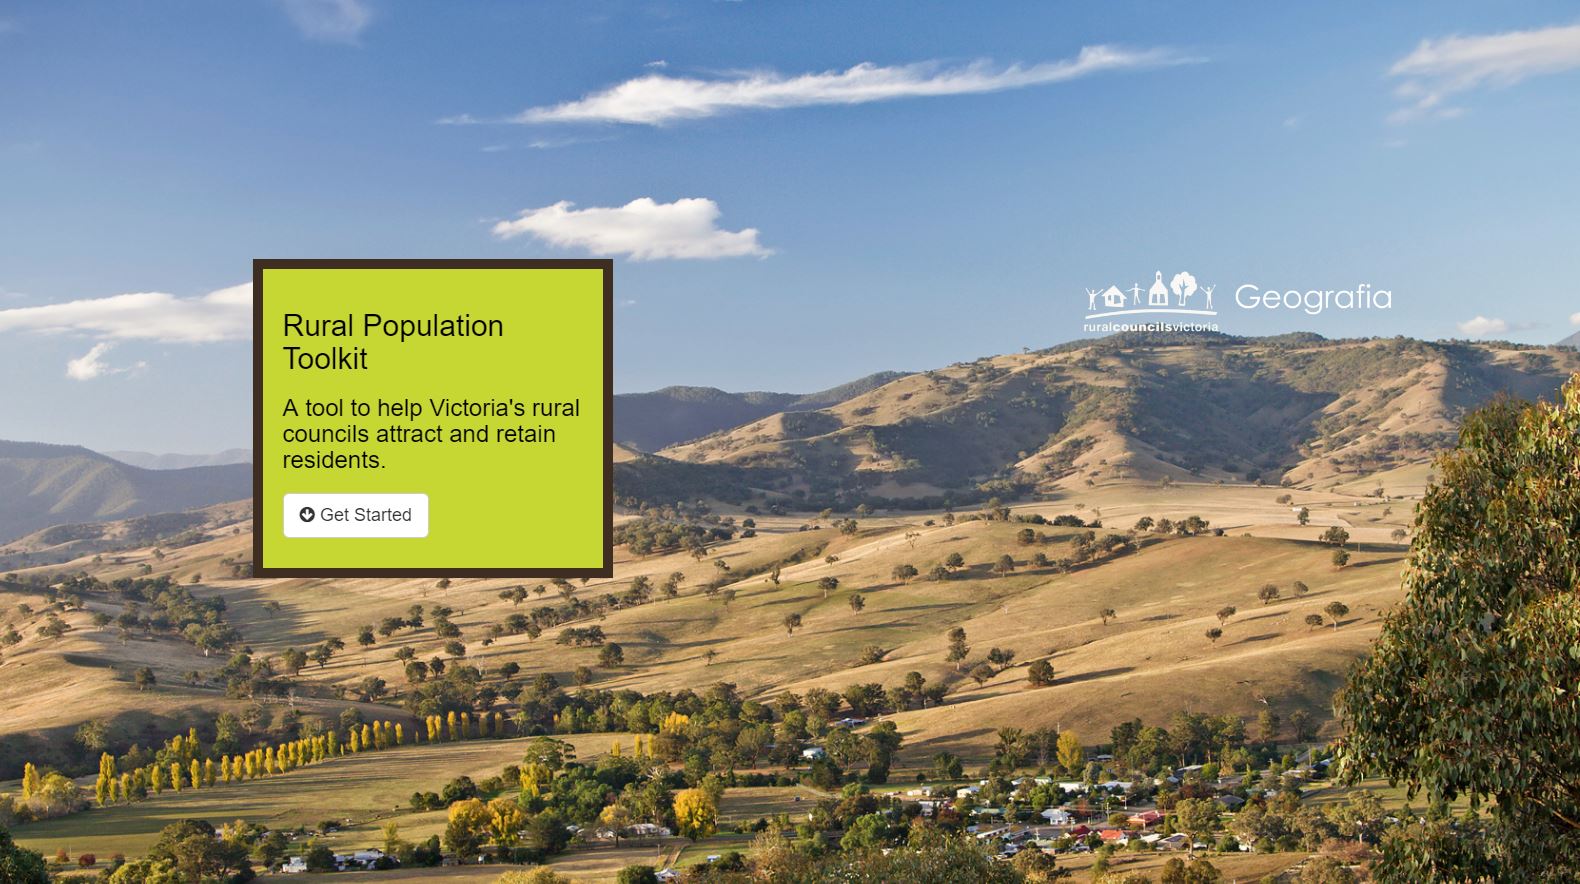 Rural Population
Toolkit
A tool to help Victoria's rural
councils attract and retain
residents.
Get Started
Geografia
ruralcouncilsvictoria